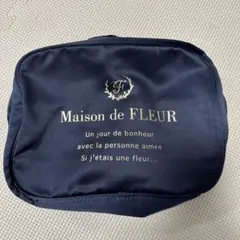 F
Maison de FLEUR
Un jour de bonheur
avec la personne aimée
Si j'étais une fleur...